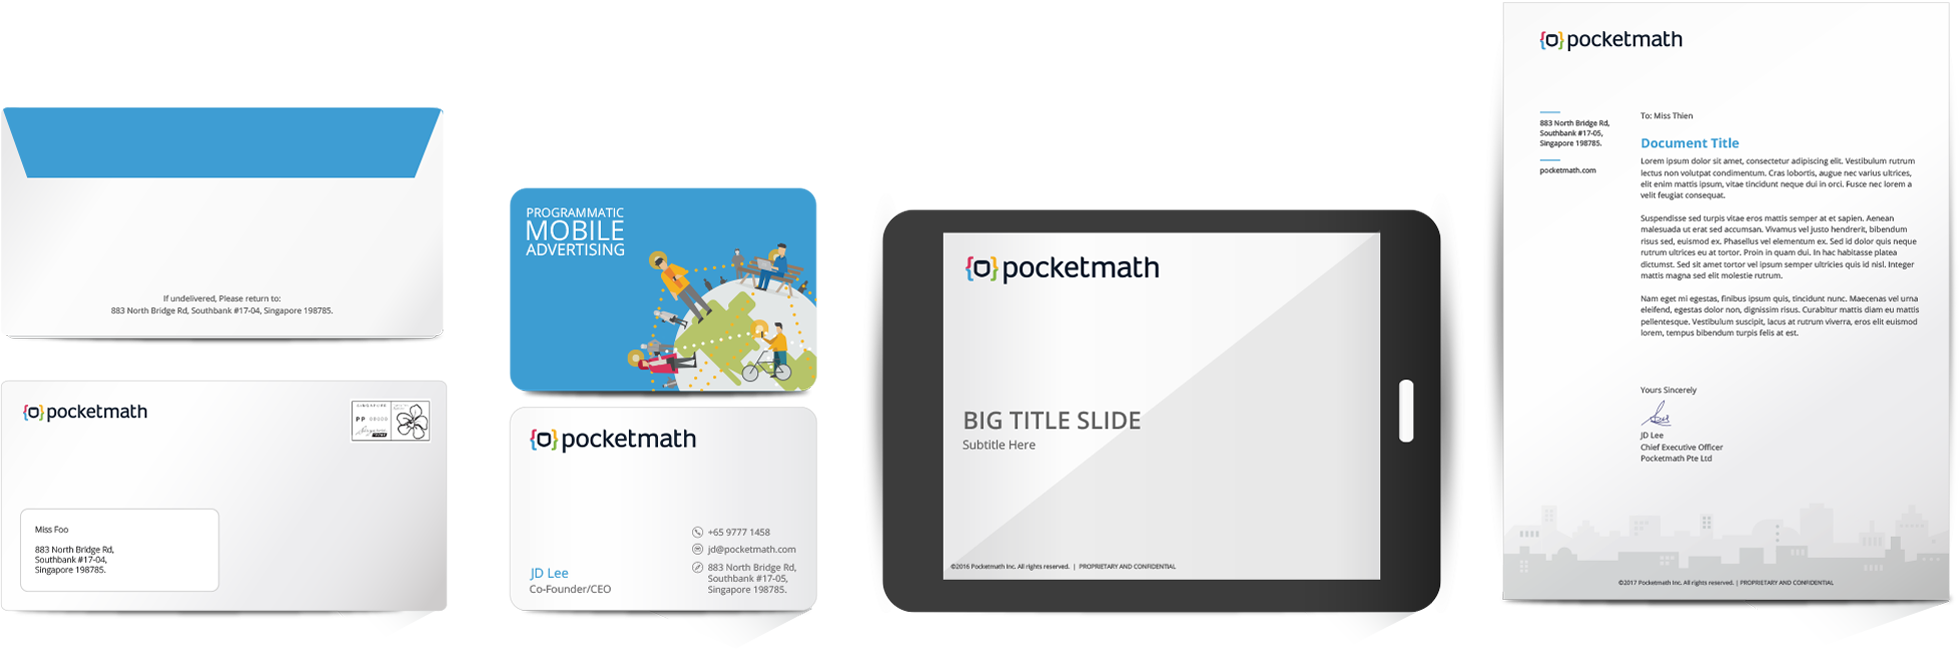 If undelivered, Please return to:
883 North Bridge Rd, Southbank #17-04, Singapore 198785.
pocketmath
SINGAPORE
PP
Miss Foo
883 North Bridge Rd,
Southbank #17-04,
Singapore 198785.
PROGRAMMATIC
MOBILE
ADVERTISING
pocketmath
+65 9777 1458
jd@pocketmath.com
883 North Bridge Rd,
Southbank #17-05,
Singapore 198785.
JD Lee
Co-Founder/CEO
pocketmath
BIG TITLE SLIDE
Subtitle Here
©2016 Pocketmath Inc. All rights reserved. | PROPRIETARY AND CONFIDENTIAL
pocketmath
883 North Bridge Rd,
Southbank #17-05,
Singapore 198785.
pocketmath.com
To: Miss Thien
Document Title
Lorem ipsum dolor sit amet, consectetur adipiscing elit. Vestibulum rutrum
lectus non volutpat condimentum. Cras lobortis, augue nec varius ultrices,
elit enim mattis ipsum, vitae tincidunt neque dui in orci. Fusce nec lorem a
velit feugiat consequat.
Suspendisse sed turpis vitae eros mattis semper at et sapien. Aenean
malesuada ut erat sed accumsan. Vivamus vel justo hendrerit, bibendum
risus sed, euismod ex. Phasellus vel elementum ex. Sed id dolor quis neque
rutrum ultrices eu at tortor. Proin in quam dui. In hac habitasse platea
dictumst. Sed sit amet tortor vel ipsum semper ultricies quis id nisl. Integer
mattis magna sed elit molestie rutrum.
Nam eget mi egestas, finibus ipsum quis, tincidunt nunc. Maecenas vel urna
eleifend, egestas dolor non, dignissim risus. Curabitur mattis diam eu mattis
pellentesque. Vestibulum suscipit, lacus at rutrum viverra, eros elit euismod
lorem, tempus bibendum turpis felis at est.
Yours Sincerely
JD Lee
Chief Executive Officer
Pocketmath Pte Ltd
©2017 Pocketmath Inc. All rights reserved. | PROPRIETARY AND CONFIDENTIAL